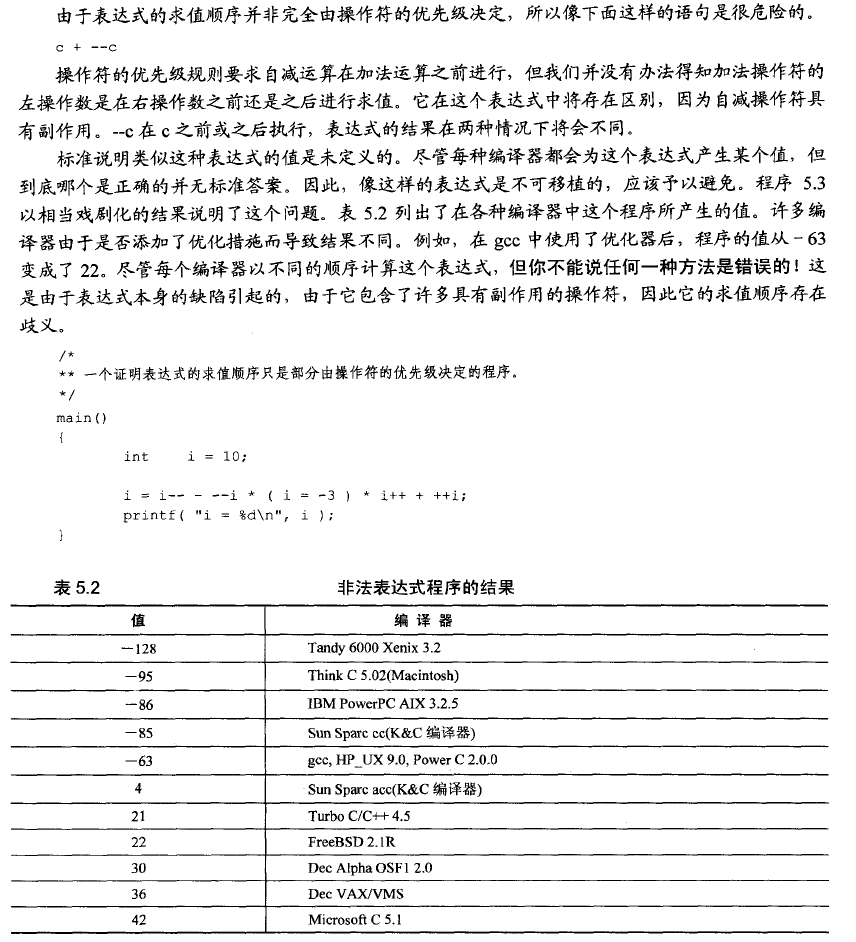 由于表达式的求值顺序并非完全由操作符的优先级决定，所以像下面这样的语句是很危险的。
c + --c
操作符的优先级规则要求自减运算在加法运算之前进行，但我们并没有办法得知加法操作符的
左操作数是在右操作数之前还是之后进行求值。它在这个表达式中将存在区别，因为自减操作符具
有副作用。--c 在 c 之前或之后执行，表达式的结果在两种情况下将会不同。
标准说明类似这种表达式的值是未定义的。尽管每种编译器都会为这个表达式产生某个值，但
到底哪个是正确的并无标准答案。因此，像这样的表达式是不可移植的，应该予以避免。程序 5.3
以相当戏剧化的结果说明了这个问题。表 5.2 列出了在各种编译器中这个程序所产生的值。许多编
译器由于是否添加了优化措施而导致结果不同。例如，在 gcc 中使用了优化器后，程序的值从－63
变成了 22。尽管每个编译器以不同的顺序计算这个表达式，但你不能说任何一种方法是错误的！这
是由于表达式本身的缺陷引起的，由于它包含了许多具有副作用的操作符，因此它的求值顺序存在
歧义。
/*
** 一个证明表达式的求值顺序只是部分由操作符的优先级决定的程序。
*/
main()
{
int i = 10;
i = i-- - --i * ( i = -3 ) * i++ + ++i;
printf( "i = %d\n", i );
}
表 5.2 非法表达式程序的结果
值 编 译 器
—128 Tandy 6000 Xenix 3.2
—95 Think C 5.02(Macintosh)
—86 IBM PowerPC AIX 3.2.5
—85 Sun Sparc cc(K&C 编译器)
—63 gcc, HP_UX 9.0, Power C 2.0.0
4 Sun Sparc acc(K&C 编译器)
21 Turbo C/C++ 4.5
22 FreeBSD 2.1R
30 Dec Alpha OSF1 2.0
36 Dec VAX/VMS
42 Microsoft C 5.1